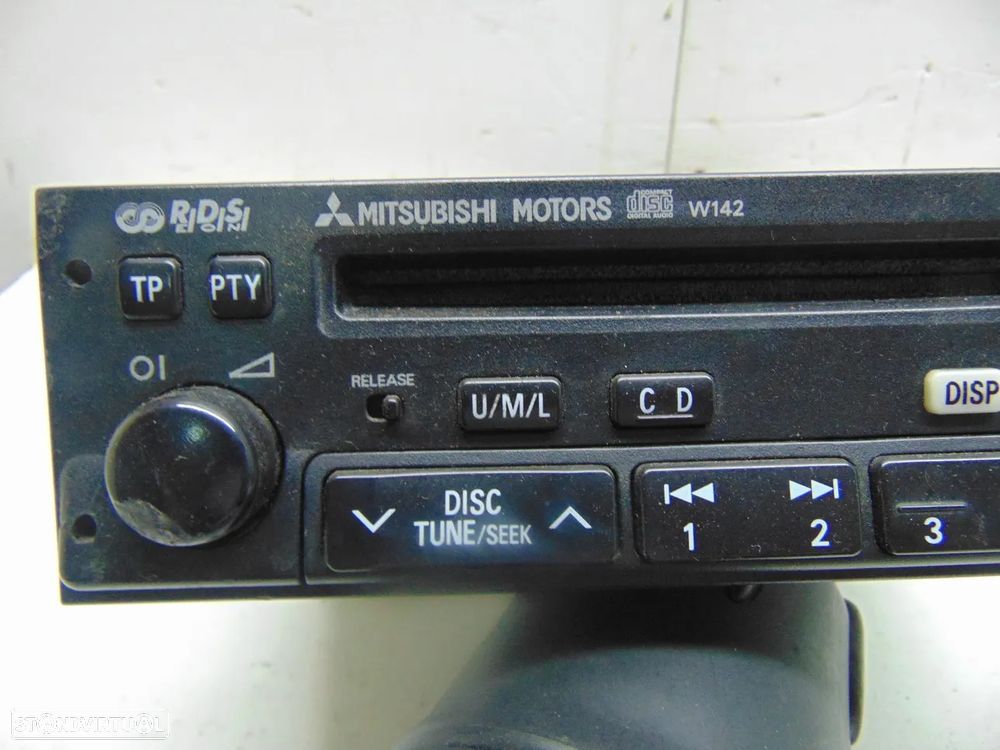 RDS EON MITSUBISHI MOTORS COMPACT disc DIGITAL AUDIO W142
TP PTY
RELEASE
U/M/L CD DISP
DISC
TUNE/SEEK
1 2 3
STANDVIRTUAL